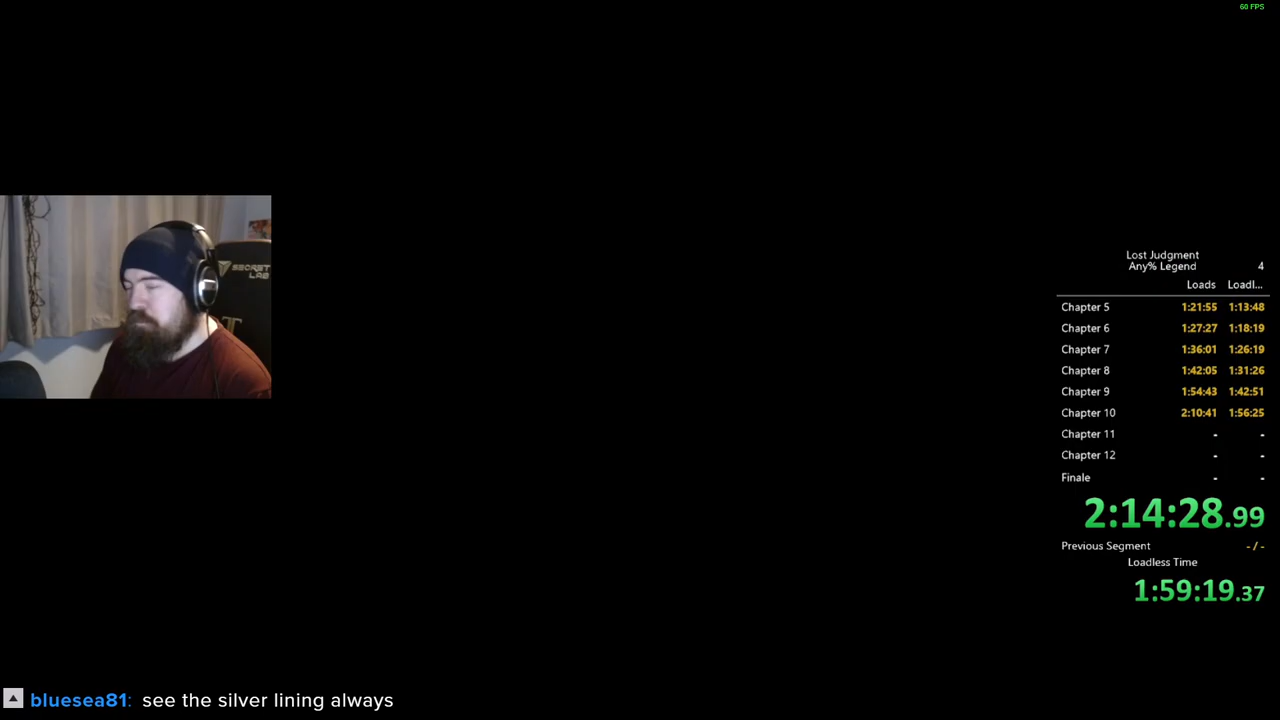 60 FPS
SECRET
LAB
Lost Judgment
Any% Legend 4
Loads Loadl...
Chapter 5 1:21:55 1:13:48
Chapter 6 1:27:27 1:18:19
Chapter 7 1:36:01 1:26:19
Chapter 8 1:42:05 1:31:26
Chapter 9 1:54:43 1:42:51
Chapter 10 2:10:41 1:56:25
Chapter 11 - -
Chapter 12 - -
Finale - -
2:14:28.99
Previous Segment - / -
Loadless Time
1:59:19.37
bluesea81: see the silver lining always